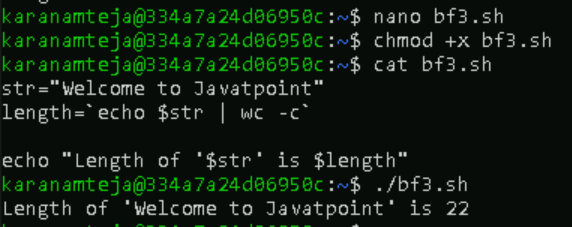 karanamteja@334a7a24d06950c:~$ nano bf3.sh
karanamteja@334a7a24d06950c:~$ chmod +x bf3.sh
karanamteja@334a7a24d06950c:~$ cat bf3.sh
str="Welcome to Javatpoint"
length=`echo $str | wc -c`

echo "Length of '$str' is $length"
karanamteja@334a7a24d06950c:~$ ./bf3.sh
Length of 'Welcome to Javatpoint' is 22